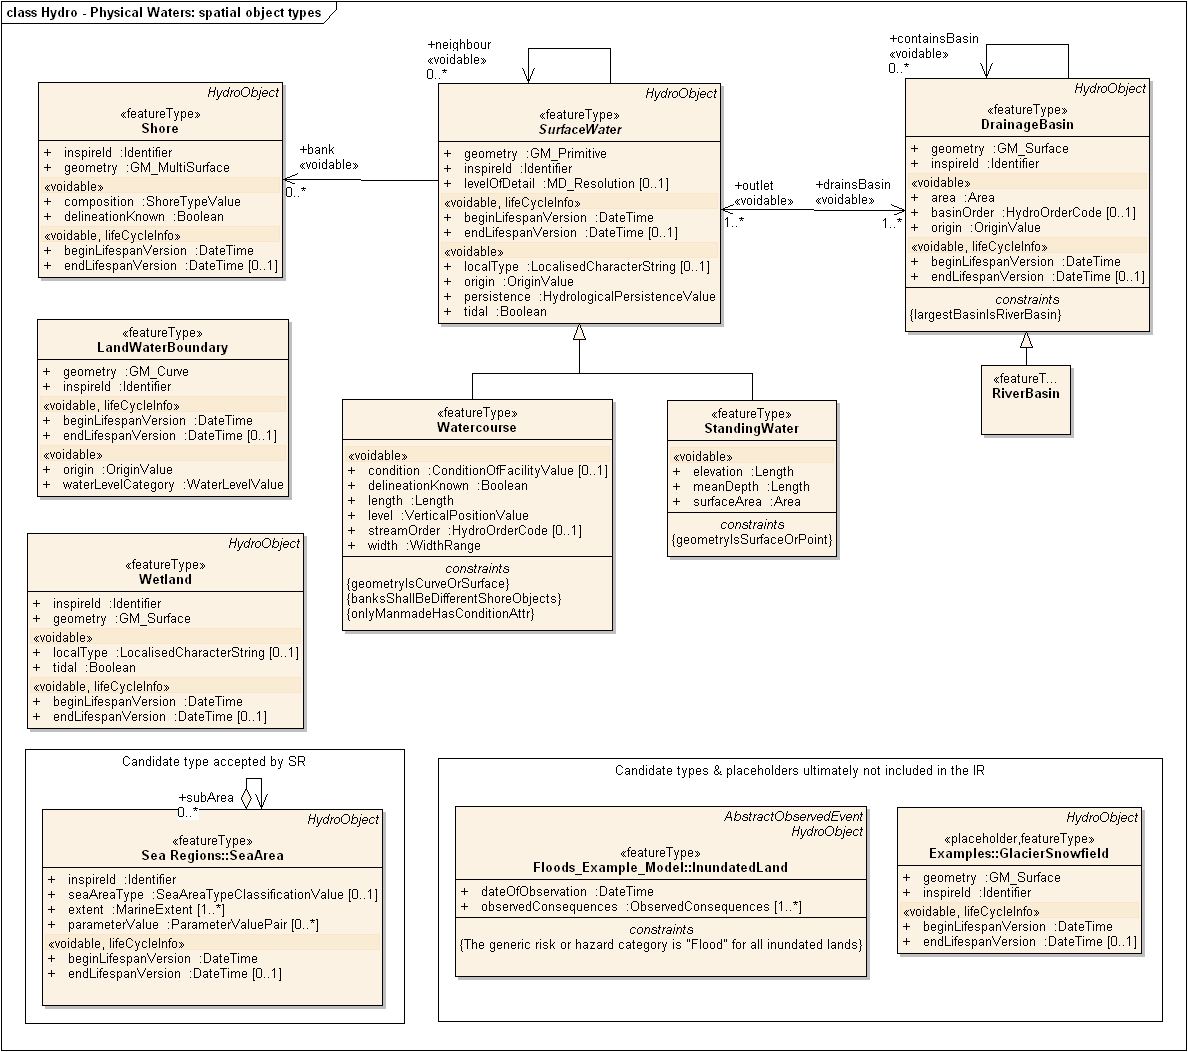 class Hydro - Physical Waters: spatial object types
+neighbour
«voidable»
0..*
+containsBasin
«voidable»
0..*
HydroObject
«featureType»
Shore
+ inspireId :Identifier
+ geometry :GM_MultiSurface
«voidable»
+ composition :ShoreTypeValue
+ delineationKnown :Boolean
«voidable, lifeCycleInfo»
+ beginLifespanVersion :DateTime
+ endLifespanVersion :DateTime [0..1]
+bank
«voidable»
0..*
HydroObject
«featureType»
SurfaceWater
+ geometry :GM_Primitive
+ inspireId :Identifier
+ levelOfDetail :MD_Resolution [0..1]
«voidable, lifeCycleInfo»
+ beginLifespanVersion :DateTime
+ endLifespanVersion :DateTime [0..1]
«voidable»
+ localType :LocalisedCharacterString [0..1]
+ origin :OriginValue
+ persistence :HydrologicalPersistenceValue
+ tidal :Boolean
+outlet
«voidable»
1..*
+drainsBasin
«voidable»
1..*
HydroObject
«featureType»
DrainageBasin
+ geometry :GM_Surface
+ inspireId :Identifier
«voidable»
+ area :Area
+ basinOrder :HydroOrderCode [0..1]
+ origin :OriginValue
«voidable, lifeCycleInfo»
+ beginLifespanVersion :DateTime
+ endLifespanVersion :DateTime [0..1]
constraints
{largestBasinIsRiverBasin}
«featureType»
LandWaterBoundary
+ geometry :GM_Curve
+ inspireId :Identifier
«voidable, lifeCycleInfo»
+ beginLifespanVersion :DateTime
+ endLifespanVersion :DateTime [0..1]
«voidable»
+ origin :OriginValue
+ waterLevelCategory :WaterLevelValue
«featureType»
Watercourse
«voidable»
+ condition :ConditionOfFacilityValue [0..1]
+ delineationKnown :Boolean
+ length :Length
+ level :VerticalPositionValue
+ streamOrder :HydroOrderCode [0..1]
+ width :WidthRange
constraints
{geometryIsCurveOrSurface}
{banksShallBeDifferentShoreObjects}
{onlyManmadeHasConditionAttr}
«featureType»
StandingWater
«voidable»
+ elevation :Length
+ meanDepth :Length
+ surfaceArea :Area
constraints
{geometryIsSurfaceOrPoint}
«featureT...
RiverBasin
HydroObject
«featureType»
Wetland
+ inspireId :Identifier
+ geometry :GM_Surface
«voidable»
+ localType :LocalisedCharacterString [0..1]
+ tidal :Boolean
«voidable, lifeCycleInfo»
+ beginLifespanVersion :DateTime
+ endLifespanVersion :DateTime [0..1]
Candidate type accepted by SR
+subArea
0..*
HydroObject
«featureType»
Sea Regions::SeaArea
+ inspireId :Identifier
+ seaAreaType :SeaAreaTypeClassificationValue [0..1]
+ extent :MarineExtent [1..*]
+ parameterValue :ParameterValuePair [0..*]
«voidable, lifeCycleInfo»
+ beginLifespanVersion :DateTime
+ endLifespanVersion :DateTime [0..1]
Candidate types & placeholders ultimately not included in the IR
AbstractObservedEvent
HydroObject
«featureType»
Floods_Example_Model::InundatedLand
+ dateOfObservation :DateTime
+ observedConsequences :ObservedConsequences [1..*]
constraints
{The generic risk or hazard category is "Flood" for all inundated lands}
HydroObject
«placeholder,featureType»
Examples::GlacierSnowfield
+ geometry :GM_Surface
+ inspireId :Identifier
«voidable, lifeCycleInfo»
+ beginLifespanVersion :DateTime
+ endLifespanVersion :DateTime [0..1]